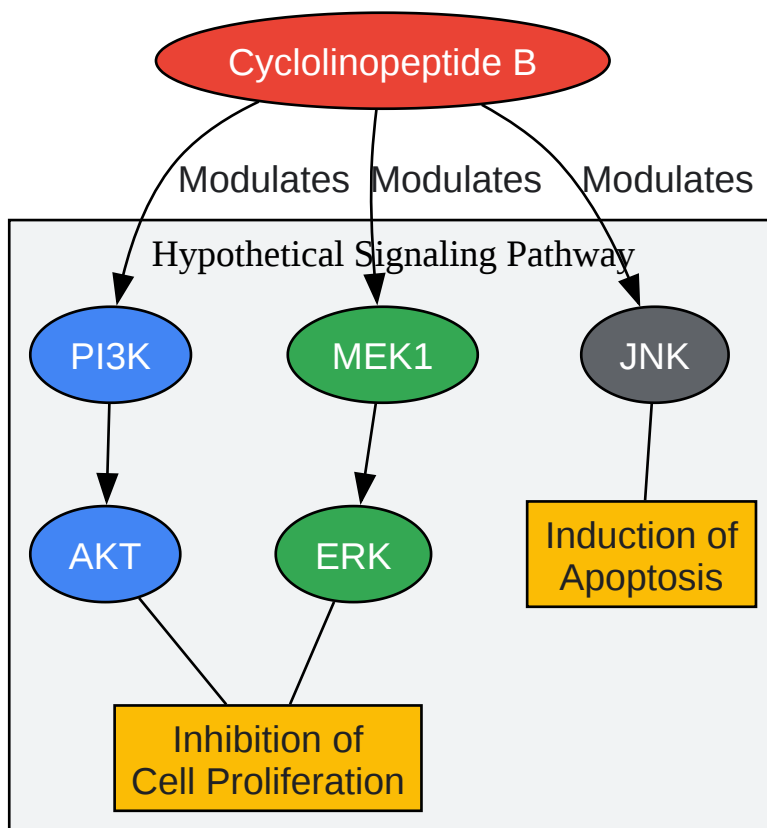 Cyclolinopeptide B
Modulates Modulates Modulates
Hypothetical Signaling Pathway
PI3K
MEK1
JNK
AKT
ERK
Induction of
Apoptosis
Inhibition of
Cell Proliferation